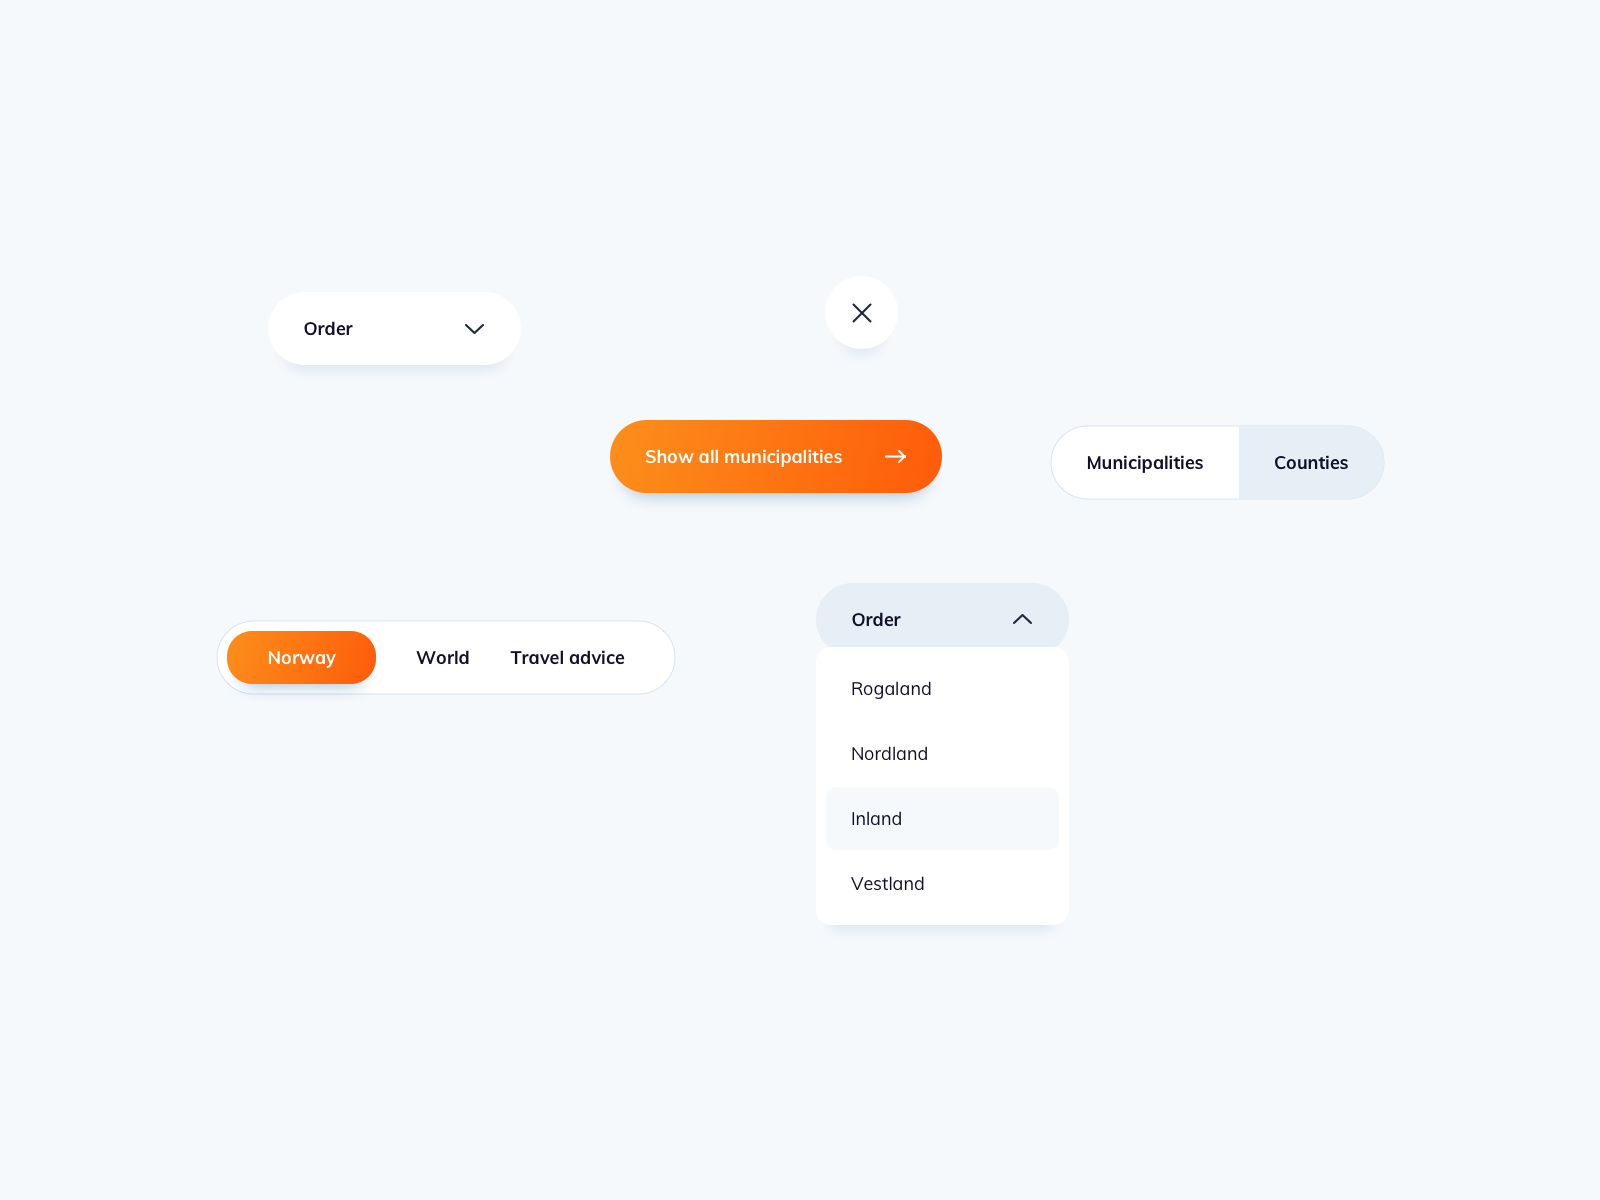 Order
Show all municipalities
Municipalities Counties
Norway World Travel advice
Order
Rogaland
Nordland
Inland
Vestland